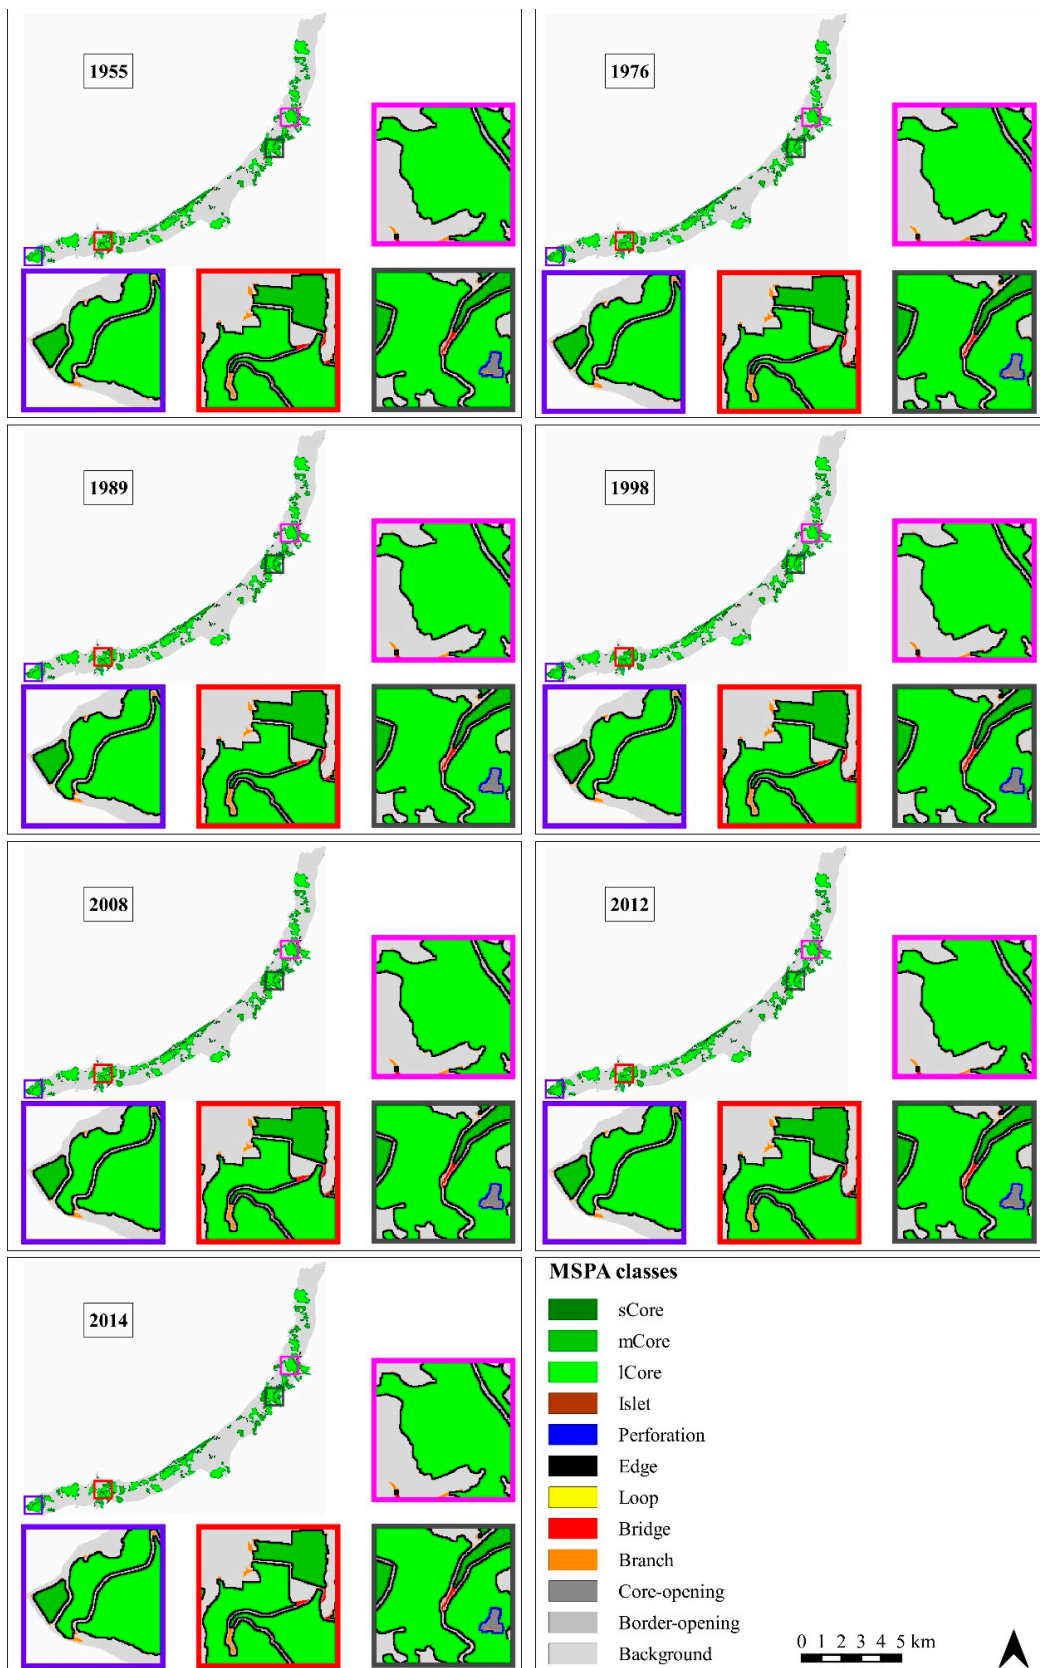 1955
1976
1989
1998
2008
2012
2014
MSPA classes
sCore
mCore
lCore
Islet
Perforation
Edge
Loop
Bridge
Branch
Core-opening
Border-opening
Background
0 1 2 3 4 5 km